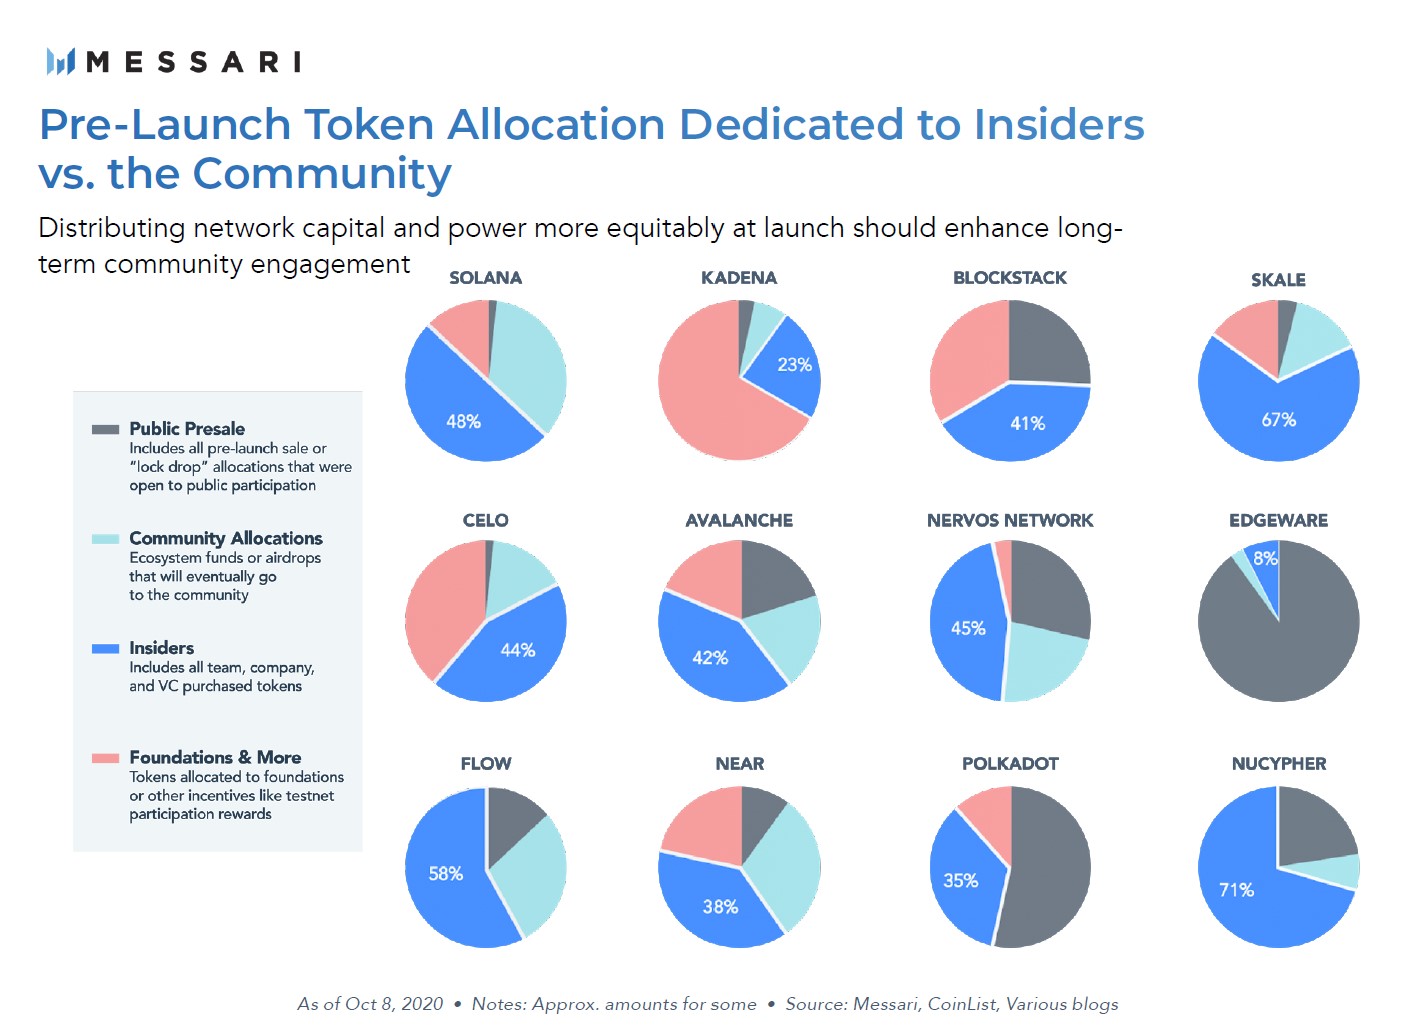 MESSARI
Pre-Launch Token Allocation Dedicated to Insiders
vs. the Community
Distributing network capital and power more equitably at launch should enhance long-
term community engagement
Public Presale
Includes all pre-launch sale or
“lock drop” allocations that were
open to public participation
Community Allocations
Ecosystem funds or airdrops
that will eventually go
to the community
Insiders
Includes all team, company,
and VC purchased tokens
Foundations & More
Tokens allocated to foundations
or other incentives like testnet
participation rewards
SOLANA
48%
KADENA
23%
BLOCKSTACK
41%
SKALE
67%
CELO
44%
AVALANCHE
42%
NERVOS NETWORK
45%
EDGEWARE
8%
FLOW
58%
NEAR
38%
POLKADOT
35%
NUCYPHER
71%
As of Oct 8, 2020 • Notes: Approx. amounts for some • Source: Messari, CoinList, Various blogs